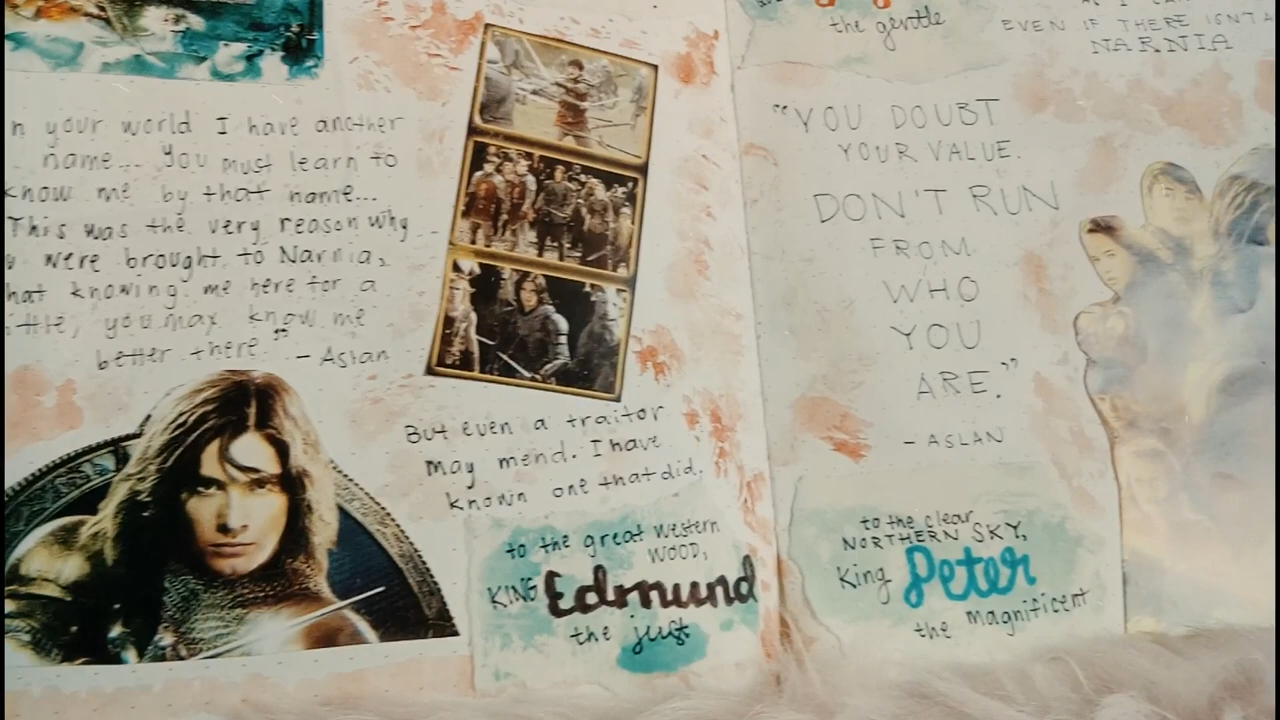 n your world I have another
name... You must learn to
know me by that name...
This was the very reason why
u were brought to Narnia,
hat knowing me here for a
ittle, you may know me
better there." - Aslan
But even a traitor
may mend. I have
known one that did.
to the great western
WOOD,
KING Edmund
the just
the gentle
EVEN IF THERE ISN'T A
NARNIA
"YOU DOUBT
YOUR VALUE.
DON'T RUN
FROM
WHO
YOU
ARE."
- ASLAN
to the clear
NORTHERN SKY,
King Peter
the magnificent